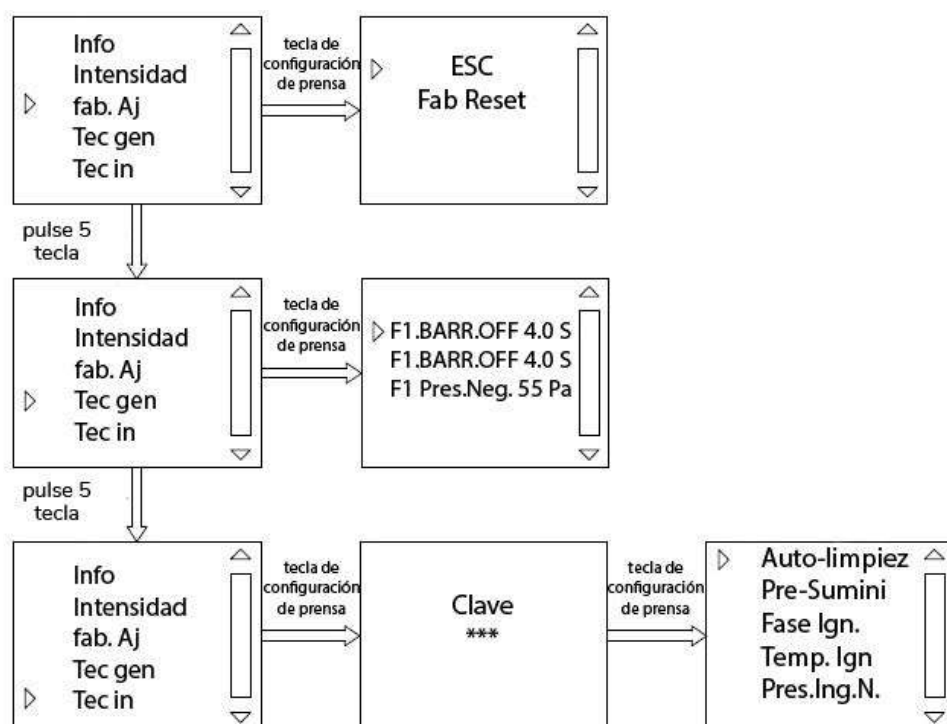 Info
Intensidad
fab. Aj
Tec gen
Tec in
tecla de
configuración
de prensa
ESC
Fab Reset
pulse 5
tecla
Info
Intensidad
fab. Aj
Tec gen
Tec in
tecla de
configuración
de prensa
F1.BARR.OFF 4.0 S
F1.BARR.OFF 4.0 S
F1 Pres.Neg. 55 Pa
pulse 5
tecla
Info
Intensidad
fab. Aj
Tec gen
Tec in
tecla de
configuración
de prensa
Clave
***
tecla de
configuración
de prensa
Auto-limpiez
Pre-Sumini
Fase Ign.
Temp. Ign
Pres.Ing.N.